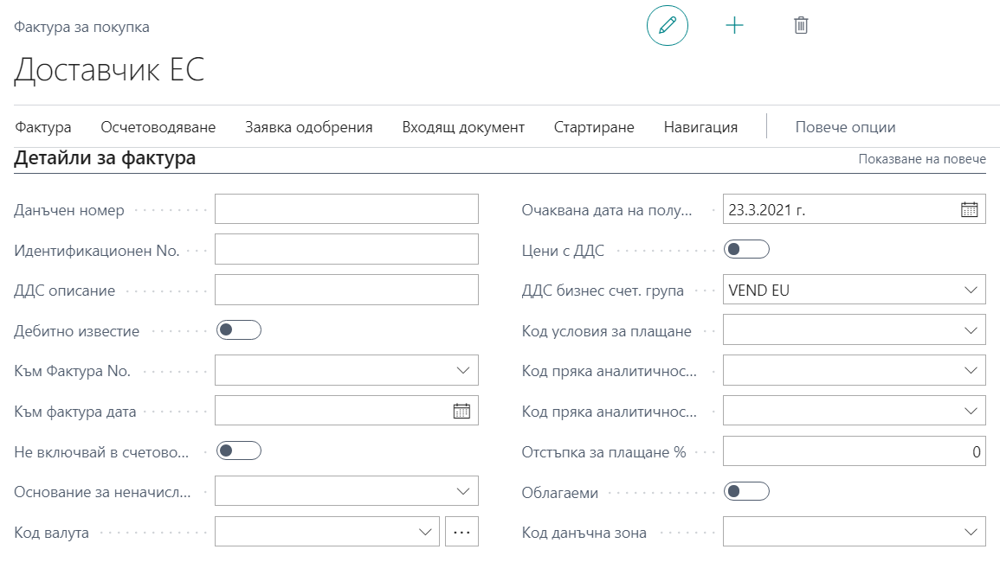 Фактура за покупка
Доставчик ЕС
Фактура Осчетоводяване Заявка одобрения Входящ документ Стартиране Навигация Повече опции
Детайли за фактура Показване на повече
Данъчен номер
Идентификационен No.
ДДС описание
Дебитно известие
Към Фактура No.
Към фактура дата
Не включвай в счетово...
Основание за неначисл...
Код валута
Очаквана дата на полу... 23.3.2021 г.
Цени с ДДС
ДДС бизнес счет. група VEND EU
Код условия за плащане
Код пряка аналитичнос...
Код пряка аналитичнос...
Отстъпка за плащане % 0
Облагаеми
Код данъчна зона